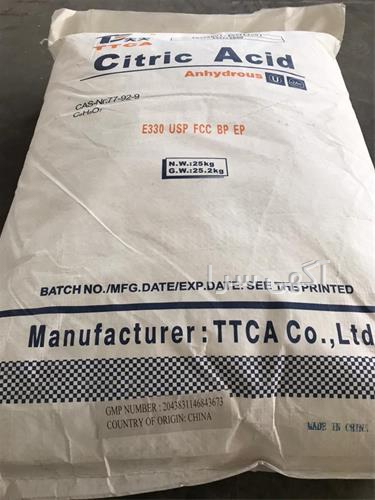 TTCA
Citric Acid
Anhydrous
U
CAS-Nr.77-92-9
C₆H₈O₇
E330 USP FCC BP EP
N.W.:25kg
G.W.:25.2kg
BATCH NO./MFG.DATE/EXP.DATE: SEE THE PRINTED
Manufacturer:TTCA Co.,Ltd
GMP NUMBER : 2043831146843673
COUNTRY OF ORIGIN: CHINA
MADE IN CHINA